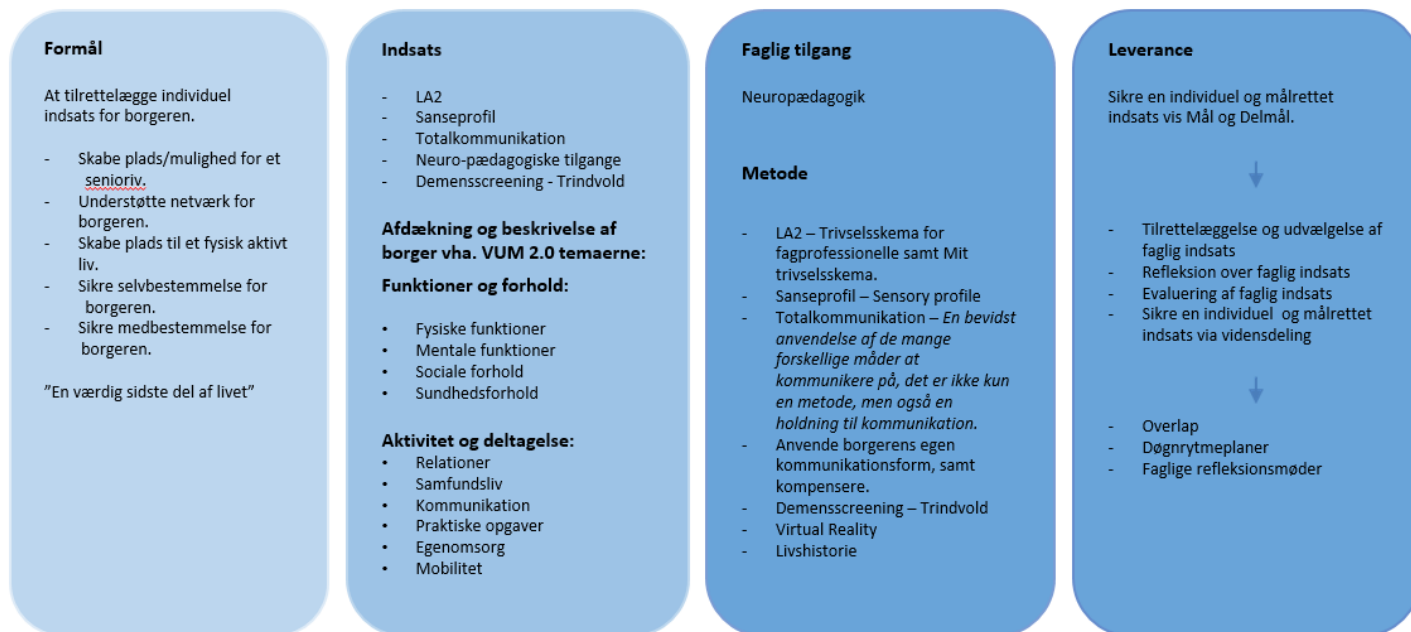 Formål
At tilrettelægge individuel
indsats for borgeren.
- Skabe plads/mulighed for et
senioriv.
- Understøtte netværk for
borgeren.
- Skabe plads til et fysisk aktivt
liv.
- Sikre selvbestemmelse for
borgeren.
- Sikre medbestemmelse for
borgeren.
”En værdig sidste del af livet”
Indsats
- LA2
- Sanseprofil
- Totalkommunikation
- Neuro-pædagogiske tilgange
- Demensscreening - Trindvold
Afdækning og beskrivelse af
borger vha. VUM 2.0 temaerne:
Funktioner og forhold:
• Fysiske funktioner
• Mentale funktioner
• Sociale forhold
• Sundhedsforhold
Aktivitet og deltagelse:
• Relationer
• Samfundsliv
• Kommunikation
• Praktiske opgaver
• Egenomsorg
• Mobilitet
Faglig tilgang
Neuropædagogik
Metode
- LA2 – Trivselsskema for
fagprofessionelle samt Mit
trivselsskema.
- Sanseprofil – Sensory profile
- Totalkommunikation – En bevidst
anvendelse af de mange
forskellige måder at
kommunikere på, det er ikke kun
en metode, men også en
holdning til kommunikation.
- Anvende borgerens egen
kommunikationsform, samt
kompensere.
- Demensscreening – Trindvold
- Virtual Reality
- Livshistorie
Leverance
Sikre en individuel og målrettet
indsats vis Mål og Delmål.
- Tilrettelæggelse og udvælgelse af
faglig indsats
- Refleksion over faglig indsats
- Evaluering af faglig indsats
- Sikre en individuel og målrettet
indsats via vidensdeling
- Overlap
- Døgnrytmeplaner
- Faglige refleksionsmøder